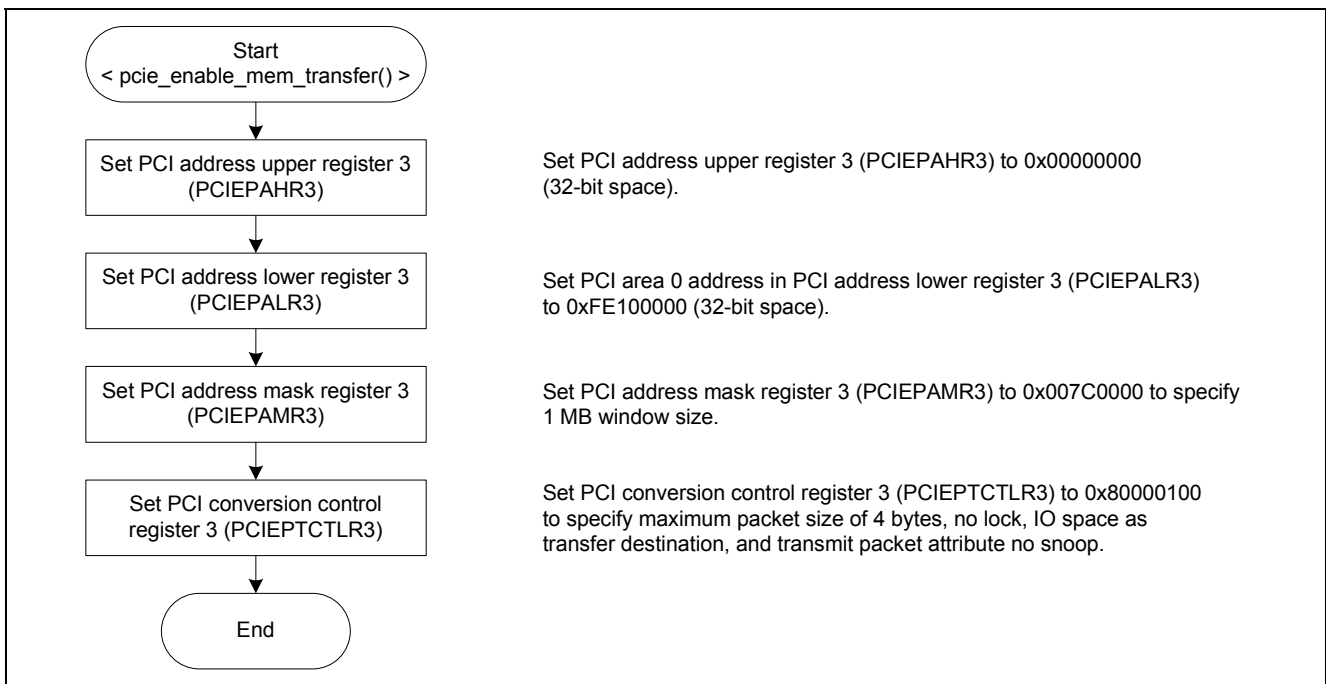 Start
< pcie_enable_mem_transfer() >
Set PCI address upper register 3
(PCIEPAHR3)
Set PCI address upper register 3 (PCIEPAHR3) to 0x00000000
(32-bit space).
Set PCI address lower register 3
(PCIEPALR3)
Set PCI area 0 address in PCI address lower register 3 (PCIEPALR3)
to 0xFE100000 (32-bit space).
Set PCI address mask register 3
(PCIEPAMR3)
Set PCI address mask register 3 (PCIEPAMR3) to 0x007C0000 to specify
1 MB window size.
Set PCI conversion control
register 3 (PCIEPTCTLR3)
Set PCI conversion control register 3 (PCIEPTCTLR3) to 0x80000100
to specify maximum packet size of 4 bytes, no lock, IO space as
transfer destination, and transmit packet attribute no snoop.
End